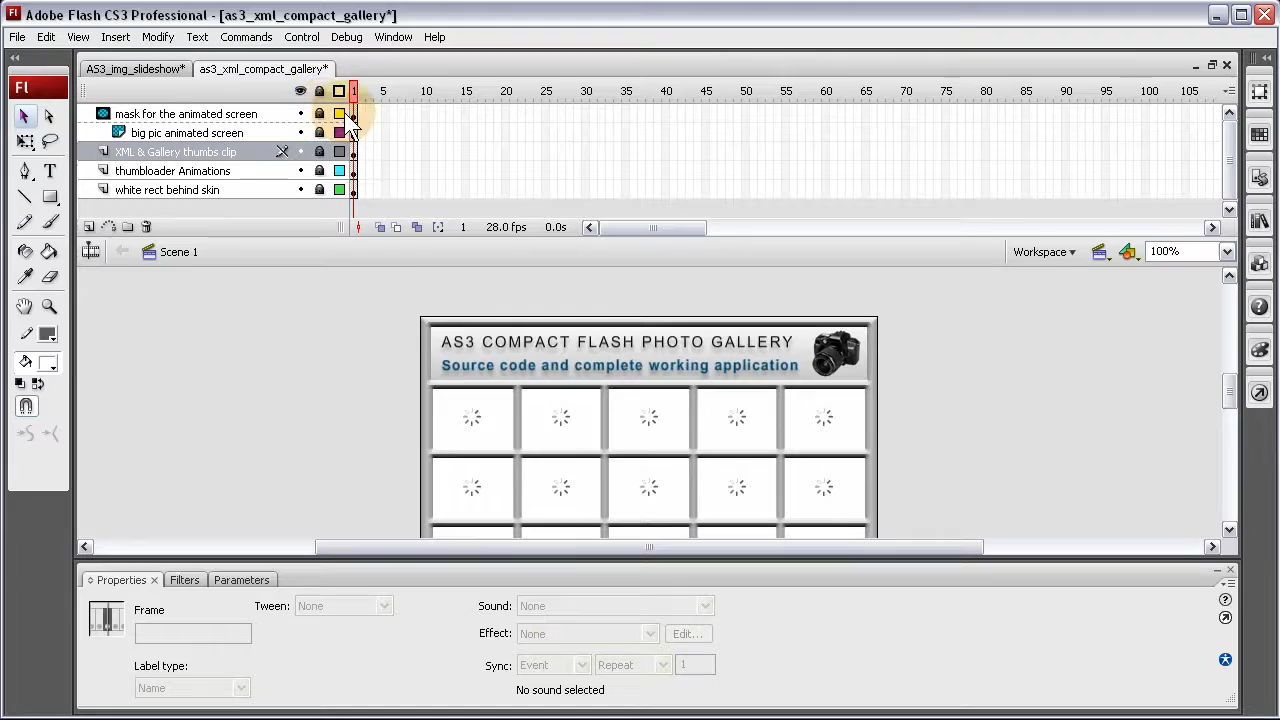 Adobe Flash CS3 Professional - [as3_xml_compact_gallery*]
File Edit View Insert Modify Text Commands Control Debug Window Help
AS3_img_slideshow* as3_xml_compact_gallery*
Fl
1 5 10 15 20 25 30 35 40 45 50 55 60 65 70 75 80 85 90 95 100 105
mask for the animated screen
big pic animated screen
XML & Gallery thumbs clip
thumbloader Animations
white rect behind skin
1 28.0 fps 0.0s
Scene 1 Workspace 100%
AS3 COMPACT FLASH PHOTO GALLERY
Source code and complete working application
Properties Filters Parameters
Frame Tween: None Sound: None
Effect: None Edit...
Label type: Sync: Event Repeat 1
Name No sound selected